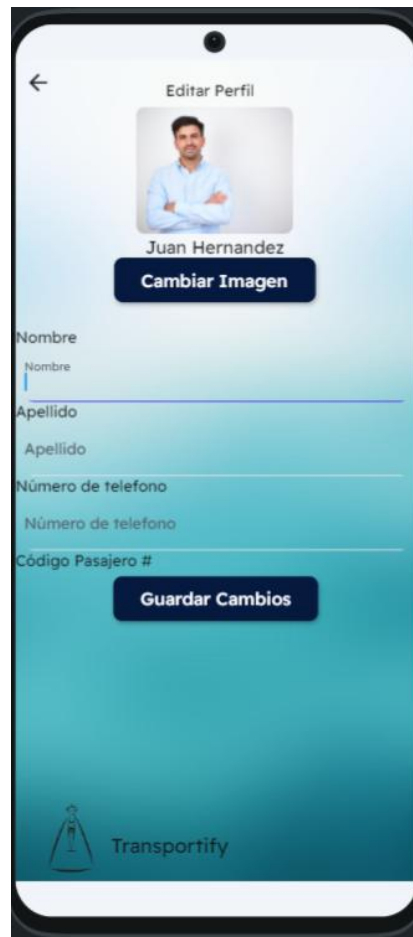 Editar Perfil
Juan Hernandez
Cambiar Imagen
Nombre
Nombre
Apellido
Apellido
Número de telefono
Número de telefono
Código Pasajero #
Guardar Cambios
Transportify